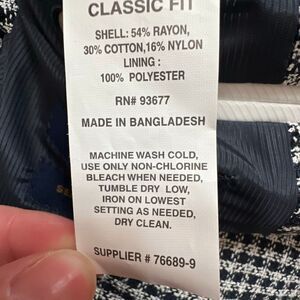 CLASSIC FIT
SHELL: 54% RAYON,
30% COTTON,16% NYLON
LINING :
100% POLYESTER
RN# 93677
MADE IN BANGLADESH
MACHINE WASH COLD,
USE ONLY NON-CHLORINE
BLEACH WHEN NEEDED,
TUMBLE DRY LOW,
IRON ON LOWEST
SETTING AS NEEDED,
DRY CLEAN.
SUPPLIER # 76689-9